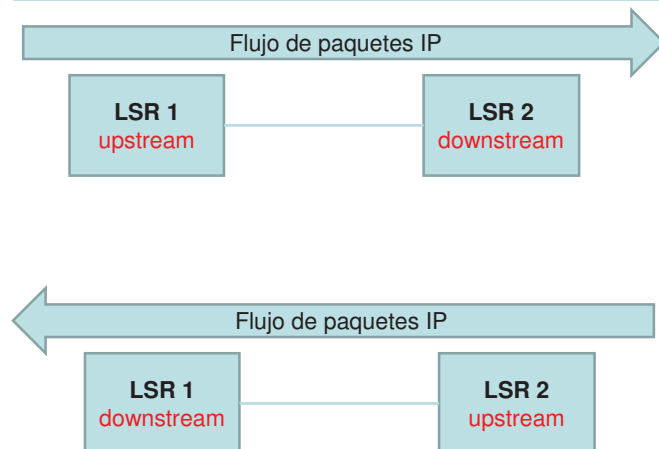 Flujo de paquetes IP
LSR 1
upstream
LSR 2
downstream
Flujo de paquetes IP
LSR 1
downstream
LSR 2
upstream